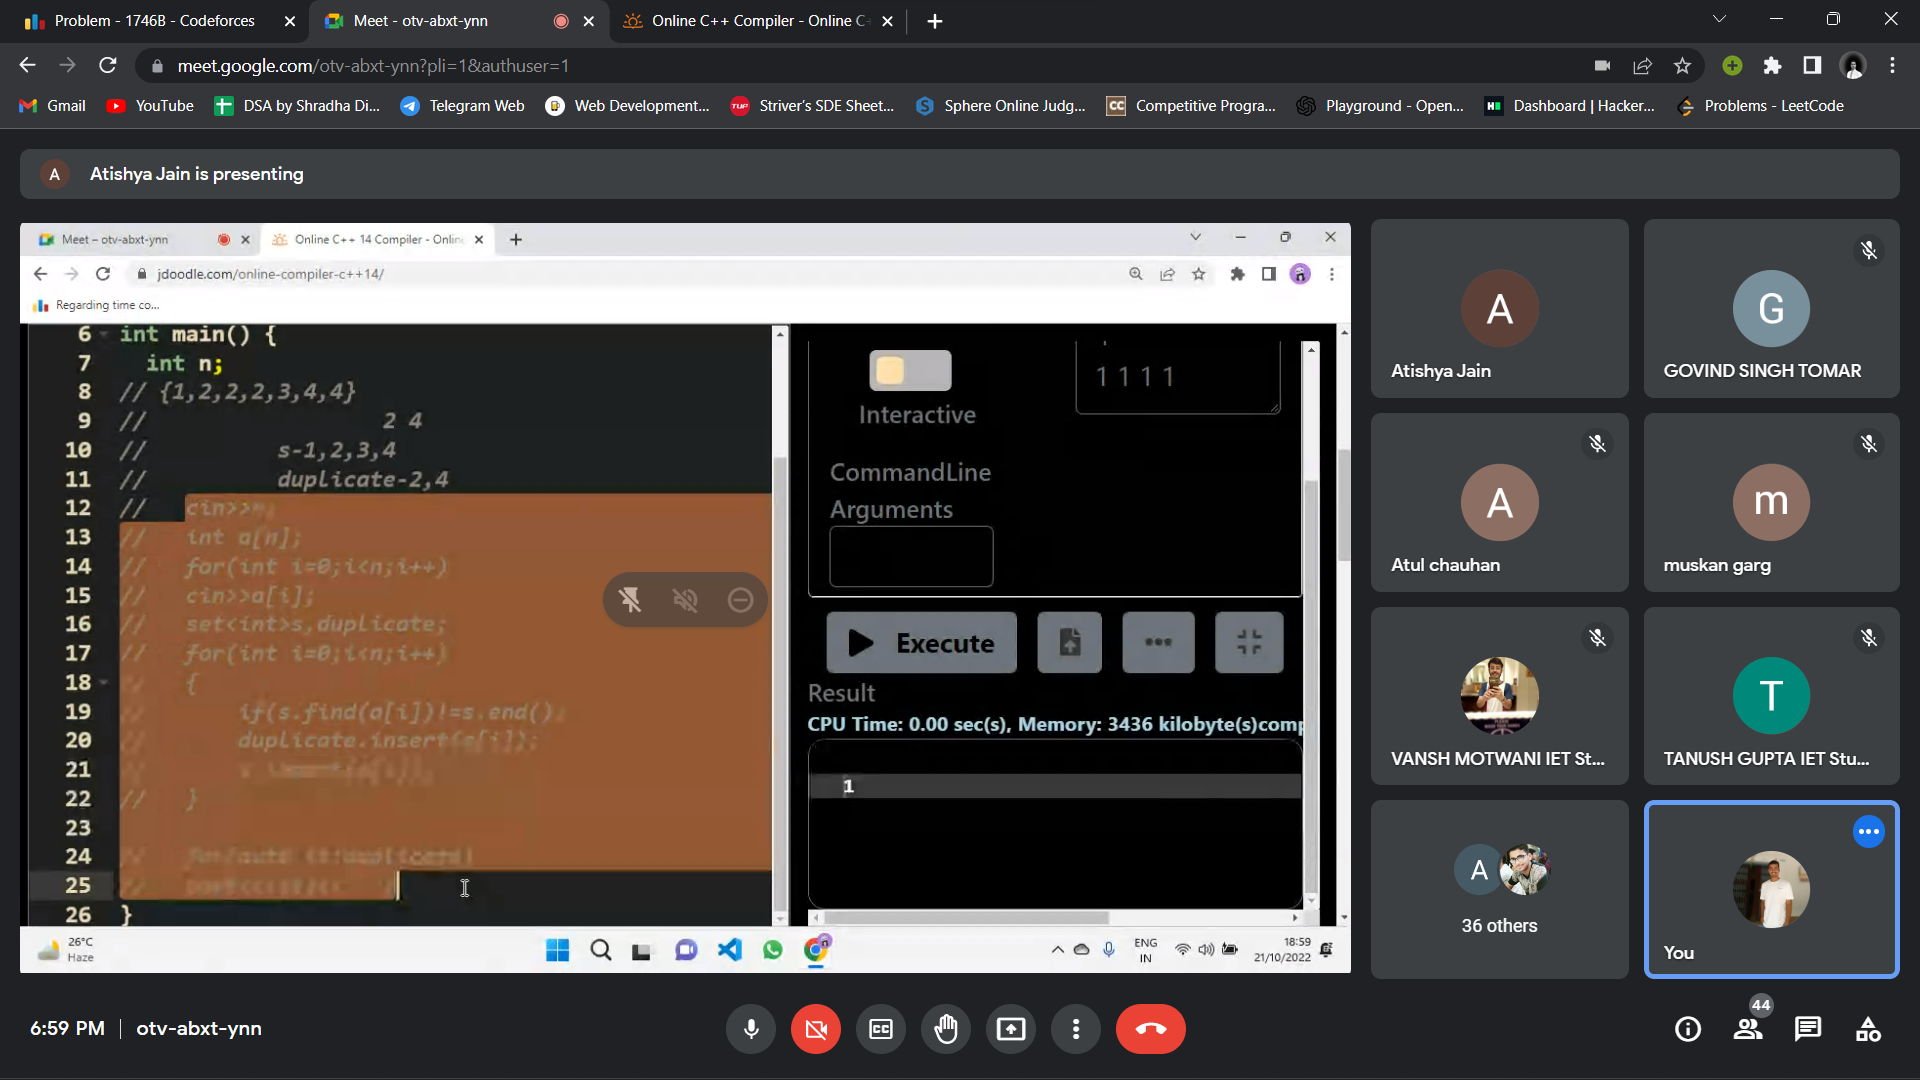 Problem - 1746B - Codeforces
Meet - otv-abxt-ynn
Online C++ Compiler - Online C
meet.google.com/otv-abxt-ynn?pli=1&authuser=1
Gmail
YouTube
DSA by Shradha Di...
Telegram Web
Web Development...
TUF
Striver's SDE Sheet...
Sphere Online Judg...
CC
Competitive Progra...
Playground - Open...
Dashboard | Hacker...
Problems - LeetCode
A
Atishya Jain is presenting
Meet – otv-abxt-ynn
Online C++ 14 Compiler - Onlin
jdoodle.com/online-compiler-c++14/
Regarding time co...
6 int main() {
7 int n;
8 // {1,2,2,2,3,4,4}
9 // 2 4
10 // s-1,2,3,4
11 // duplicate-2,4
12 // cin>>n;
13 // int a[n];
14 // for(int i=0;i<n;i++)
15 // cin>>a[i];
16 // set<int>s,duplicate;
17 // for(int i=0;i<n;i++)
18 // {
19 // if(s.find(a[i])!=s.end();
20 // duplicate.insert(a[i]);
21 //
22 // }
23
24 //
25 //
26 }
1 1 1 1
Interactive
CommandLine
Arguments
Execute
Result
CPU Time: 0.00 sec(s), Memory: 3436 kilobyte(s)comp
1
26°C
Haze
ENG
IN
18:59
21/10/2022
A
Atishya Jain
G
GOVIND SINGH TOMAR
A
Atul chauhan
m
muskan garg
VANSH MOTWANI IET St...
T
TANUSH GUPTA IET Stu...
A
36 others
You
6:59 PM
otv-abxt-ynn
CC
44